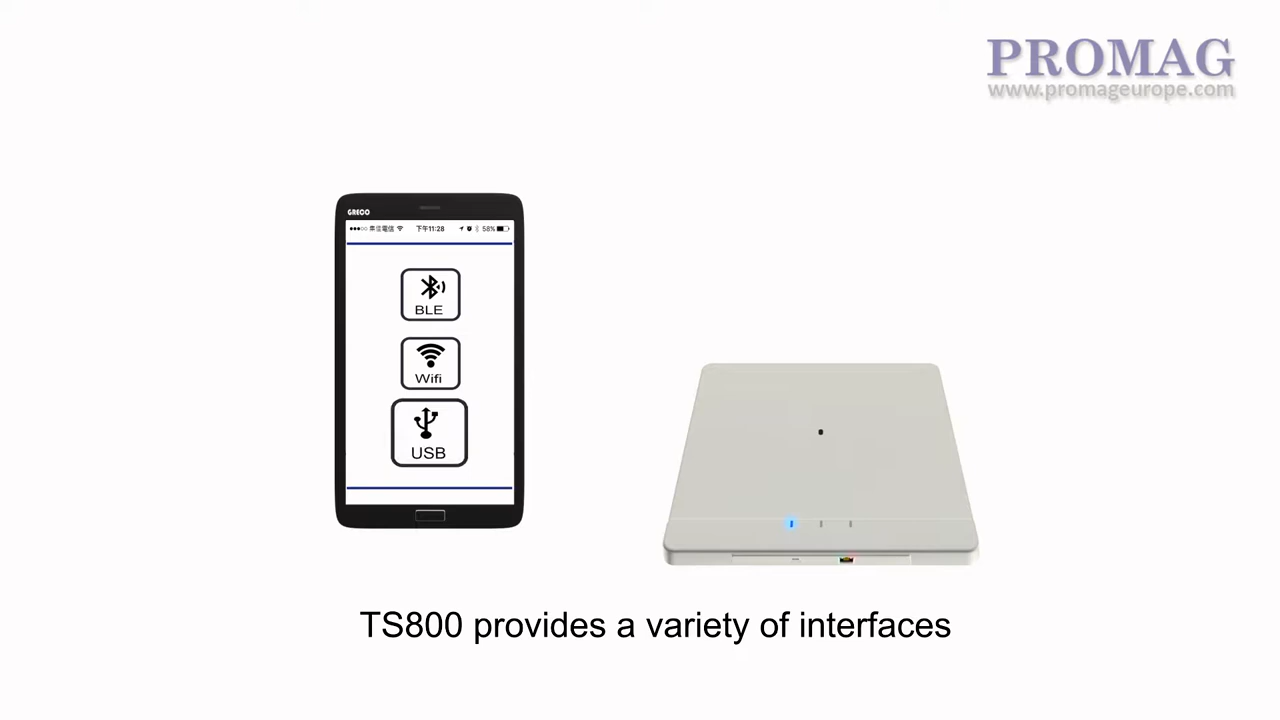 PROMAG
www.promageurope.com
GRECO
下午11:28
58%
BLE
Wifi
USB
TS800 provides a variety of interfaces